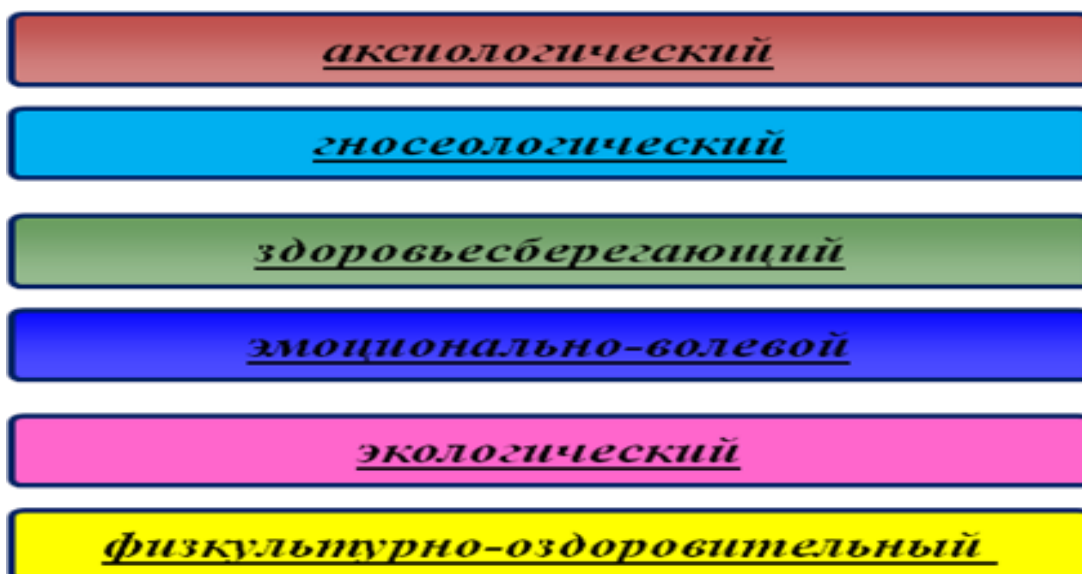 аксиологический
гносеологический
здоровьесберегающий
эмоционально-волевой
экологический
физкультурно-оздоровительный